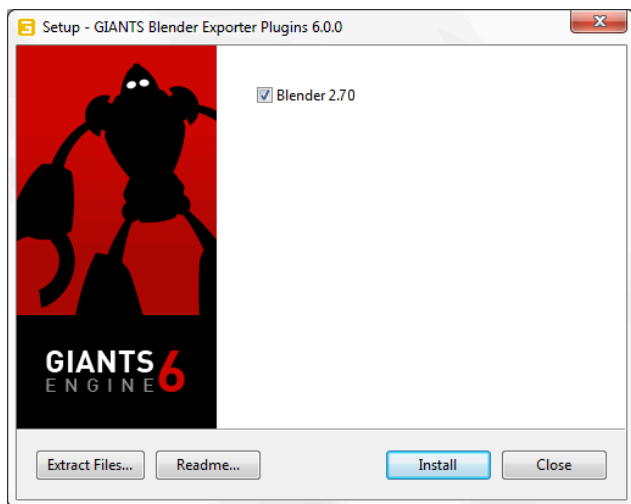 Setup - GIANTS Blender Exporter Plugins 6.0.0
Blender 2.70
GIANTS 6
ENGINE
Extract Files...
Readme...
Install
Close